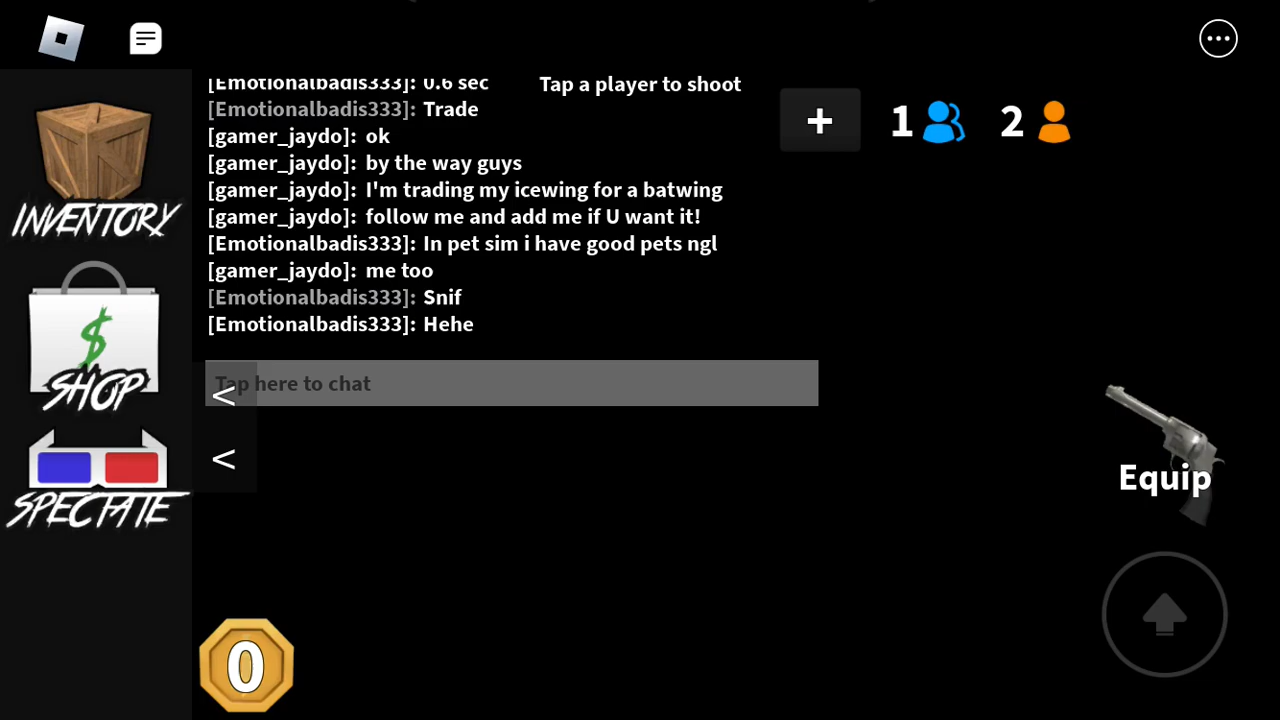 [Emotionalbadis333]: 0.6 sec
Tap a player to shoot
[Emotionalbadis333]: Trade
[gamer_jaydo]: ok
[gamer_jaydo]: by the way guys
[gamer_jaydo]: I'm trading my icewing for a batwing
[gamer_jaydo]: follow me and add me if U want it!
[Emotionalbadis333]: In pet sim i have good pets ngl
[gamer_jaydo]: me too
[Emotionalbadis333]: Snif
[Emotionalbadis333]: Hehe
Tap here to chat
<
<
+
1
2
INVENTORY
$
SHOP
SPECTATE
Equip
0